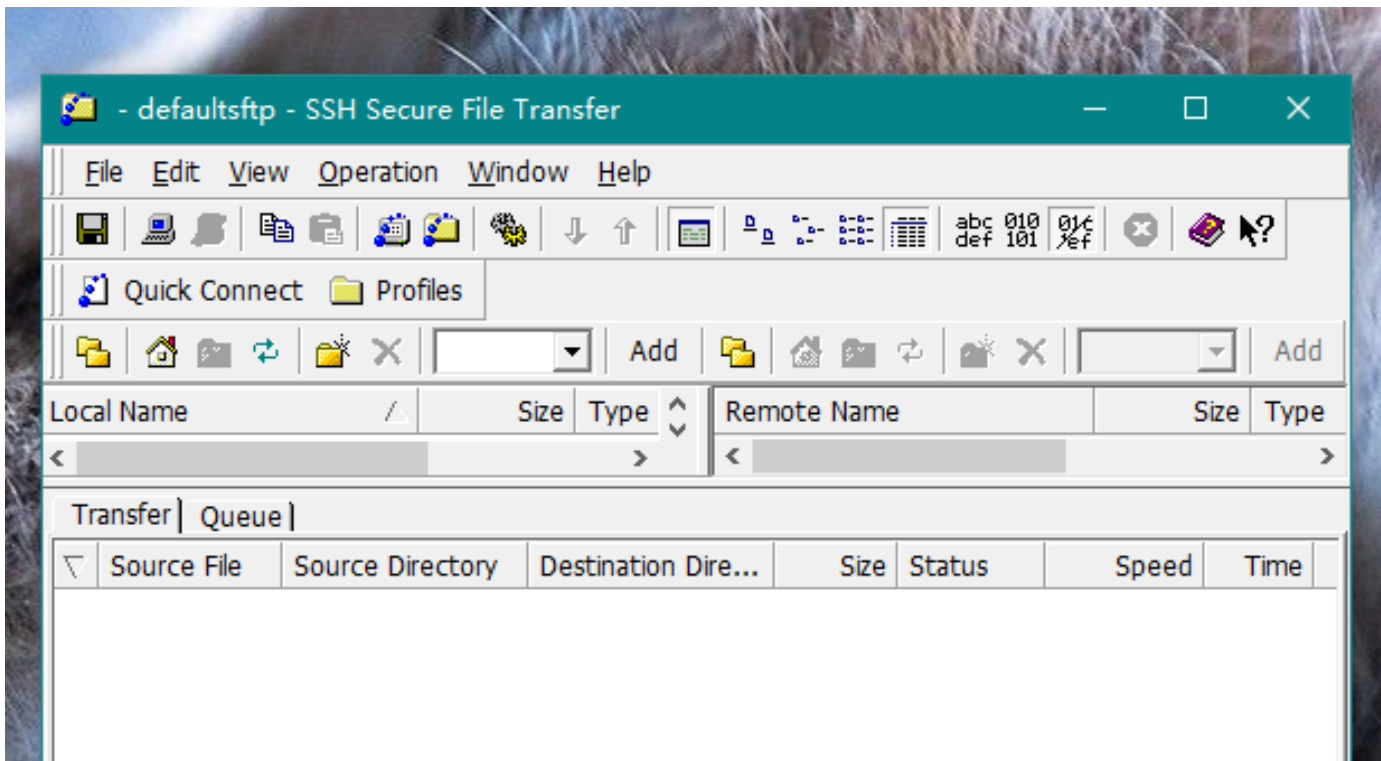 - defaultsftp - SSH Secure File Transfer
File Edit View Operation Window Help
abc def 010 101
Quick Connect Profiles
Add Add
Local Name Size Type Remote Name Size Type
Transfer Queue
Source File Source Directory Destination Dire... Size Status Speed Time